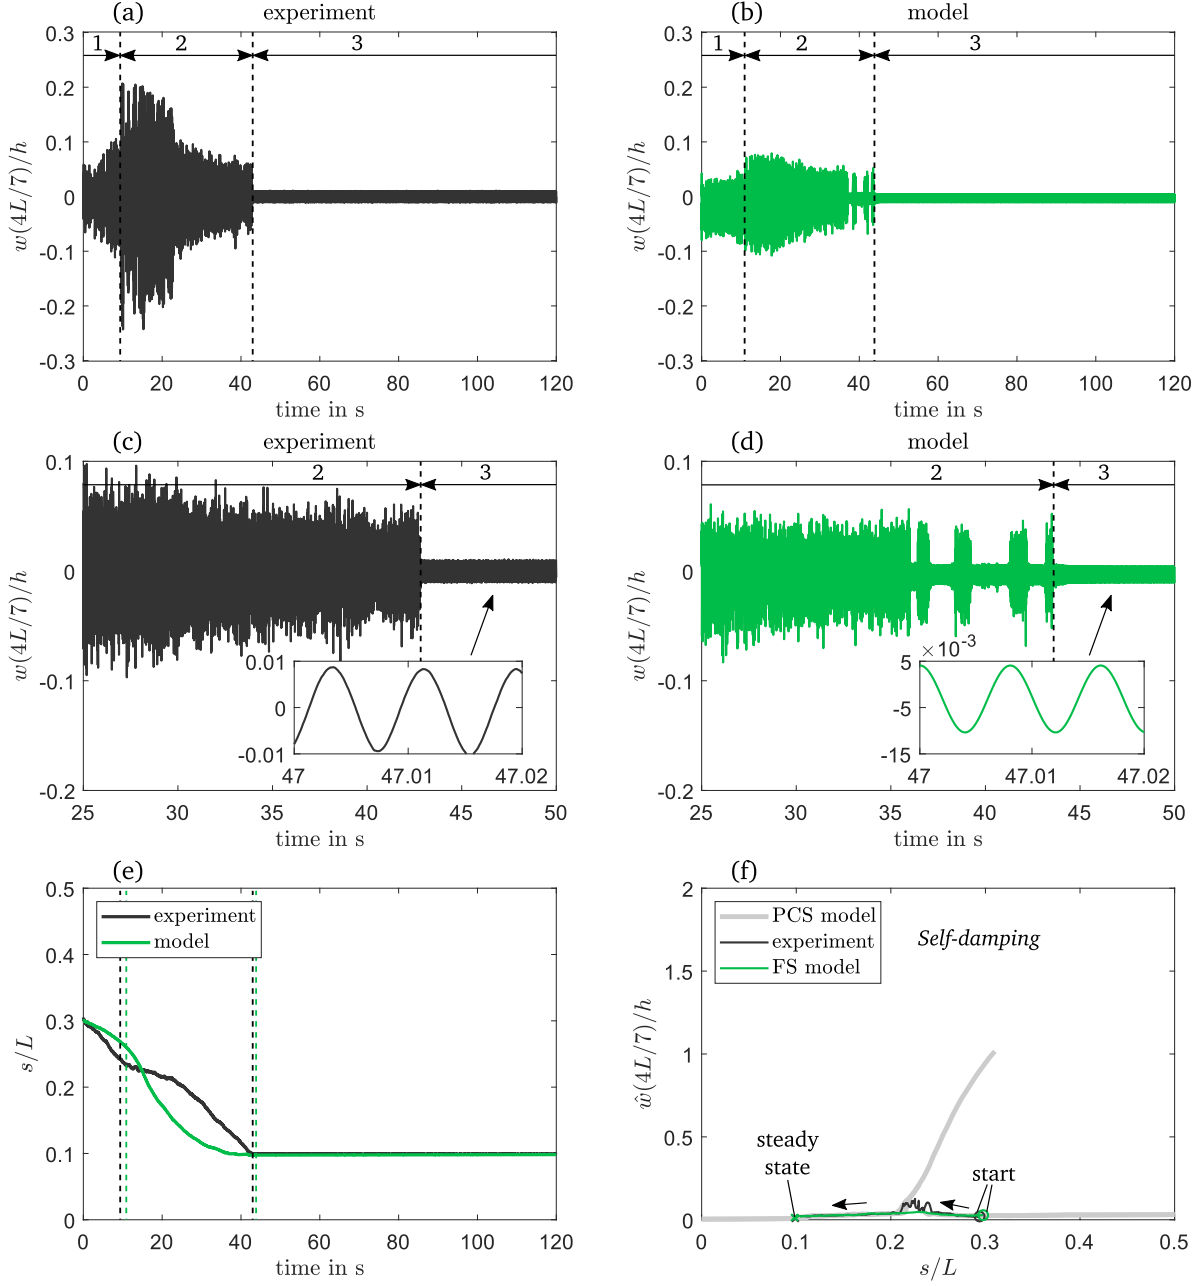 (a) experiment
1 2 3
0.3
0.2
0.1
0
-0.1
-0.2
-0.3
w(4L/7)/h
0 20 40 60 80 100 120
time in s
(b) model
1 2 3
0.3
0.2
0.1
0
-0.1
-0.2
-0.3
w(4L/7)/h
0 20 40 60 80 100 120
time in s
(c) experiment
2 3
0.1
0
-0.1
-0.2
w(4L/7)/h
0.01
0
-0.01
47 47.01 47.02
25 30 35 40 45 50
time in s
(d) model
2 3
0.1
0
-0.1
-0.2
w(4L/7)/h
×10⁻³
5
-5
-15
47 47.01 47.02
25 30 35 40 45 50
time in s
(e)
0.5
0.4
0.3
0.2
0.1
0
s/L
experiment
model
0 20 40 60 80 100 120
time in s
(f)
2
1.5
1
0.5
0
ŵ(4L/7)/h
PCS model
experiment
FS model
Self-damping
steady
state
start
0 0.1 0.2 0.3 0.4 0.5
s/L